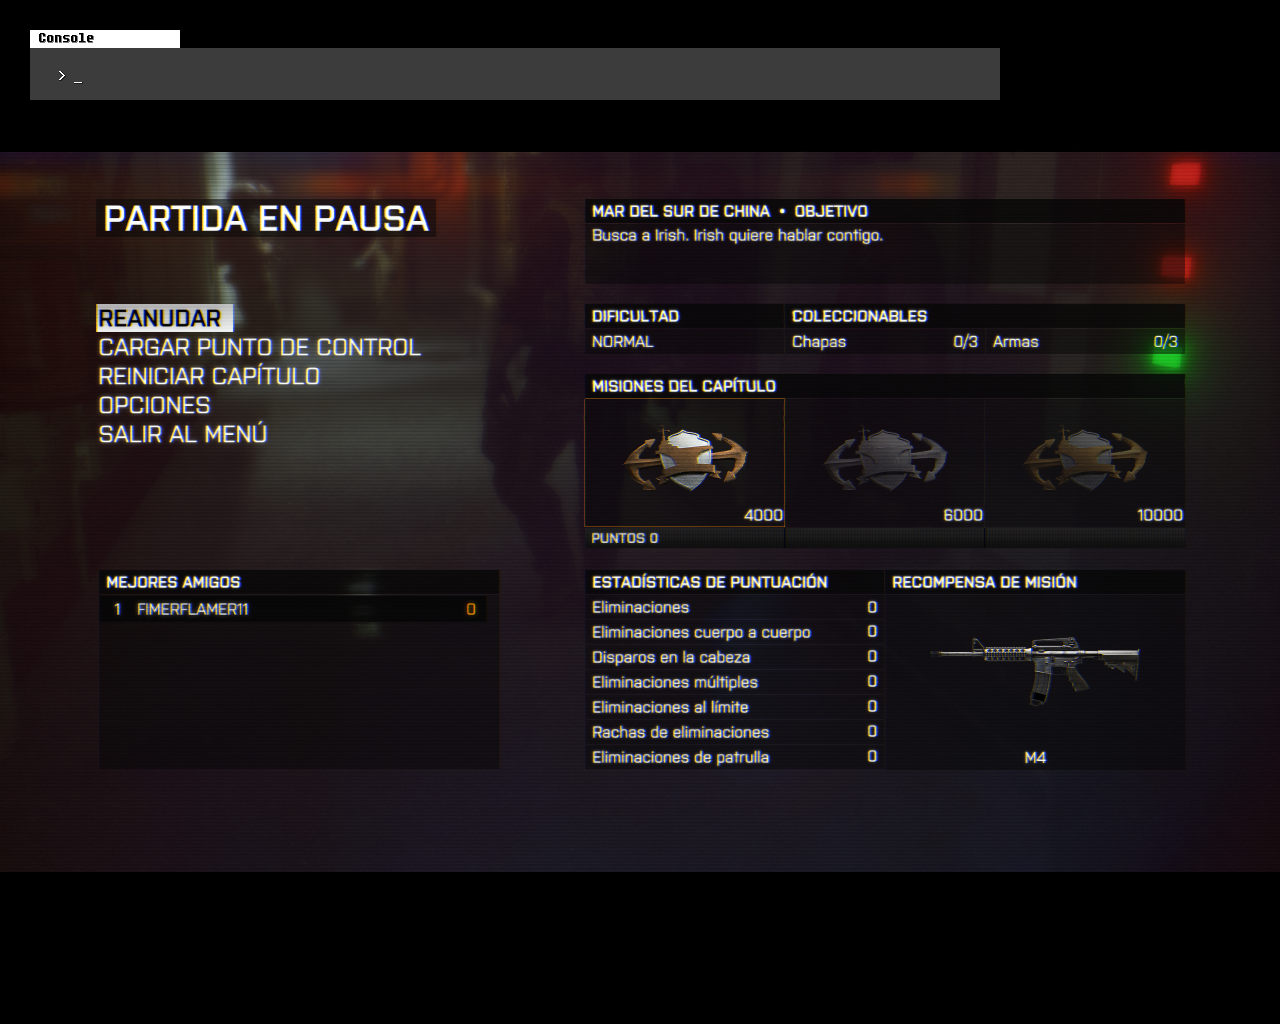 Console
> _
PARTIDA EN PAUSA
REANUDAR
CARGAR PUNTO DE CONTROL
REINICIAR CAPÍTULO
OPCIONES
SALIR AL MENÚ
MEJORES AMIGOS
1 FIMERFLAMER11 0
MAR DEL SUR DE CHINA • OBJETIVO
Busca a Irish. Irish quiere hablar contigo.
DIFICULTAD COLECCIONABLES
NORMAL Chapas 0/3 Armas 0/3
MISIONES DEL CAPÍTULO
4000 6000 10000
PUNTOS 0
ESTADÍSTICAS DE PUNTUACIÓN
Eliminaciones 0
Eliminaciones cuerpo a cuerpo 0
Disparos en la cabeza 0
Eliminaciones múltiples 0
Eliminaciones al límite 0
Rachas de eliminaciones 0
Eliminaciones de patrulla 0
RECOMPENSA DE MISIÓN
M4